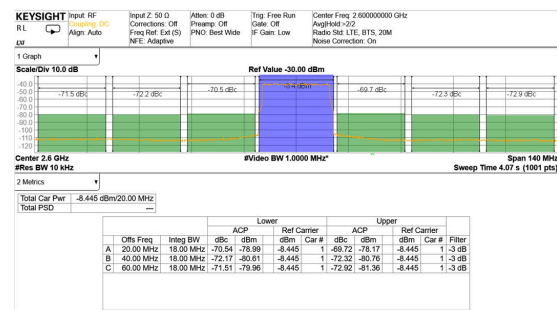 KEYSIGHT Input: RF Input Z: 50 Ω Atten: 0 dB Trig: Free Run Center Freq: 2.600000000 GHz
RL Coupling: DC Corrections: Off Preamp: Off Gate: Off Avg|Hold:>2/2
Align: Auto Freq Ref: Ext (S) PNO: Best Wide IF Gain: Low Radio Std: LTE, BTS, 20M
LXI NFE: Adaptive Noise Correction: On
1 Graph
Scale/Div 10.0 dB Ref Value -30.00 dBm
-40.0
-71.5 dBc -72.2 dBc -70.5 dBc -69.7 dBc -72.3 dBc -72.9 dBc
-60.0
-70.0
-80.0
-90.0
-100
-110
-120
Center 2.6 GHz #Video BW 1.0000 MHz* Span 140 MHz
#Res BW 10 kHz Sweep Time 4.07 s (1001 pts)
2 Metrics
Total Car Pwr -8.445 dBm/20.00 MHz
Total PSD ---
Lower Upper
ACP Ref Carrier ACP Ref Carrier
Offs Freq Integ BW dBc dBm dBm Car # dBc dBm dBm Car # Filter
A 20.00 MHz 18.00 MHz -70.54 -78.99 -8.445 1 -69.72 -78.17 -8.445 1 -3 dB
B 40.00 MHz 18.00 MHz -72.17 -80.61 -8.445 1 -72.32 -80.76 -8.445 1 -3 dB
C 60.00 MHz 18.00 MHz -71.51 -79.96 -8.445 1 -72.92 -81.36 -8.445 1 -3 dB